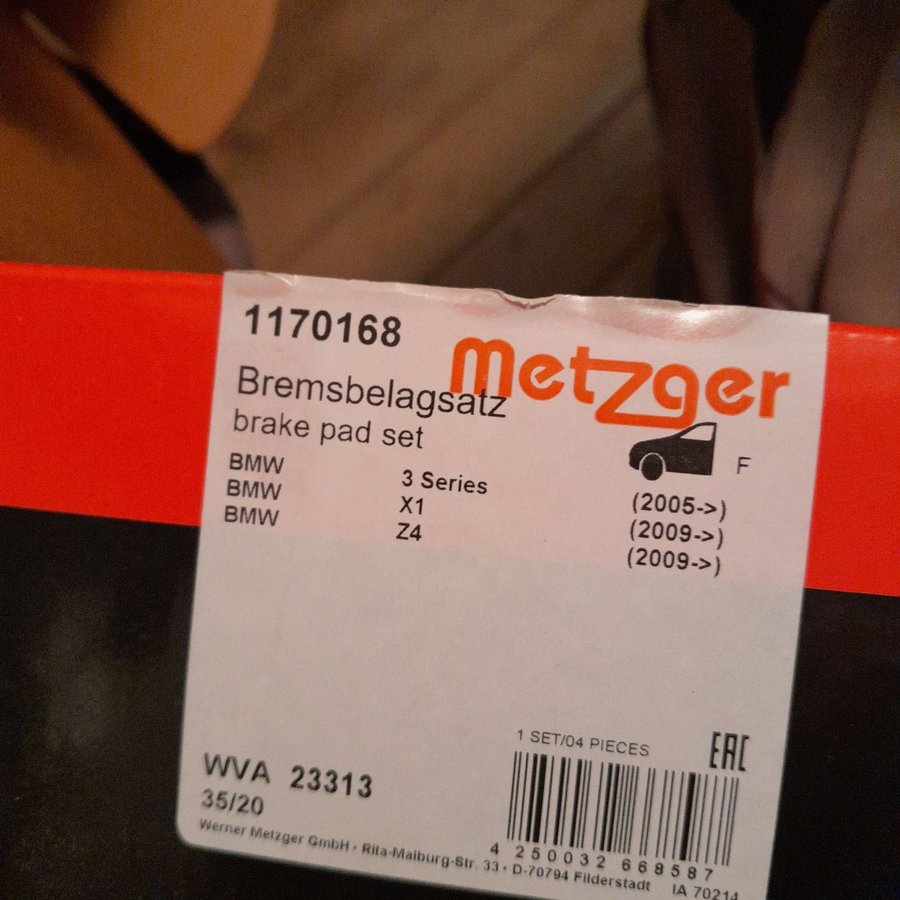 1170168
metzger
Bremsbelagsatz
brake pad set
F
BMW 3 Series (2005->)
BMW X1 (2009->)
BMW Z4 (2009->)
1 SET/04 PIECES
EAC
WVA 23313
35/20
4 250032 668587
Werner Metzger GmbH · Rita-Maiburg-Str. 33 · D-70794 Filderstadt
IA 70214